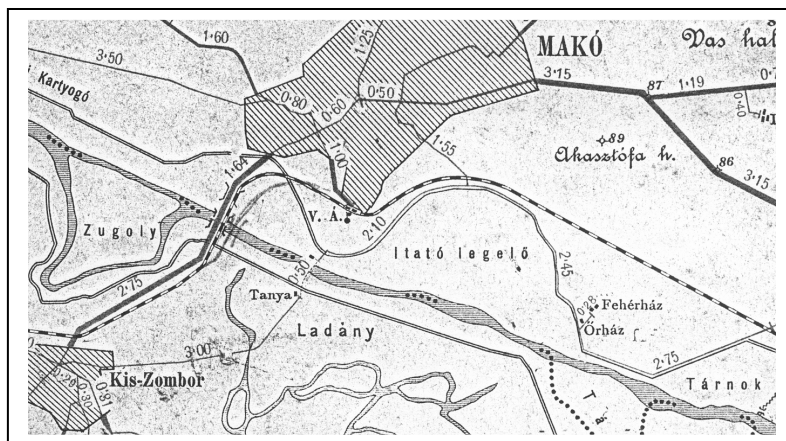 1·60
1·25
MAKÓ
Vas hal
3·50
3·15
87
1·19
i Kartyogó
0·80
0·60
0·50
0·40
89
Akasztófa h.
1·64
1·00
1·55
86
3·15
Zugoly
V. Á.
2·10
Itató legelő
2·45
2·75
0·50
Tanya
0·28
Fehérház
Őrház
Ladány
3·00
2·75
Kis-Zombor
0·20
0·30
0·81
Tárnok
T